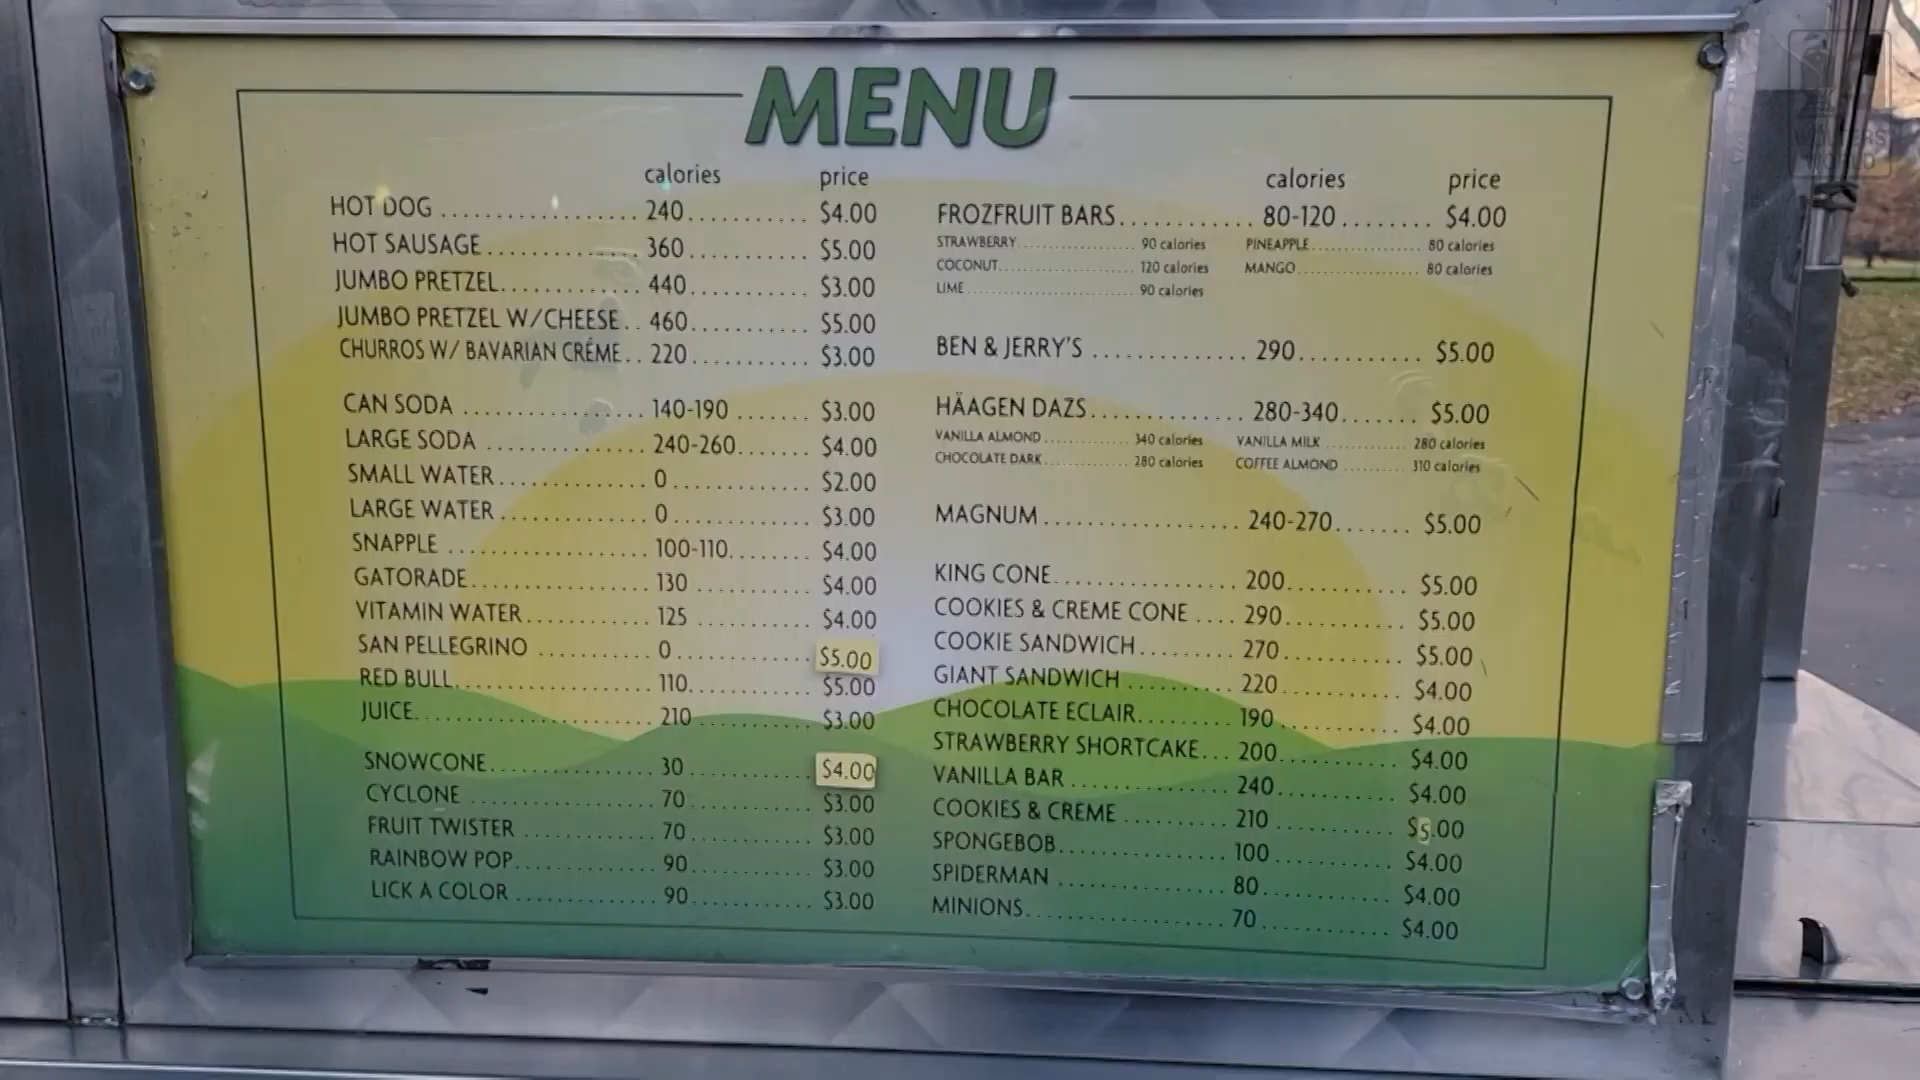 MENU
calories price
HOT DOG 240 $4.00
HOT SAUSAGE 360 $5.00
JUMBO PRETZEL 440 $3.00
JUMBO PRETZEL W/CHEESE 460 $5.00
CHURROS W/ BAVARIAN CRÉME 220 $3.00
CAN SODA 140-190 $3.00
LARGE SODA 240-260 $4.00
SMALL WATER 0 $2.00
LARGE WATER 0 $3.00
SNAPPLE 100-110 $4.00
GATORADE 130 $4.00
VITAMIN WATER 125 $4.00
SAN PELLEGRINO 0 $5.00
RED BULL 110 $5.00
JUICE 210 $3.00
SNOWCONE 30 $4.00
CYCLONE 70 $3.00
FRUIT TWISTER 70 $3.00
RAINBOW POP 90 $3.00
LICK A COLOR 90 $3.00
calories price
FROZFRUIT BARS 80-120 $4.00
STRAWBERRY 90 calories PINEAPPLE 80 calories
COCONUT 120 calories MANGO 80 calories
LIME 90 calories
BEN & JERRY'S 290 $5.00
HÄAGEN DAZS 280-340 $5.00
VANILLA ALMOND 340 calories VANILLA MILK 280 calories
CHOCOLATE DARK 280 calories COFFEE ALMOND 310 calories
MAGNUM 240-270 $5.00
KING CONE 200 $5.00
COOKIES & CREME CONE 290 $5.00
COOKIE SANDWICH 270 $5.00
GIANT SANDWICH 220 $4.00
CHOCOLATE ECLAIR 190 $4.00
STRAWBERRY SHORTCAKE 200 $4.00
VANILLA BAR 240 $4.00
COOKIES & CREME 210 $5.00
SPONGEBOB 100 $4.00
SPIDERMAN 80 $4.00
MINIONS 70 $4.00